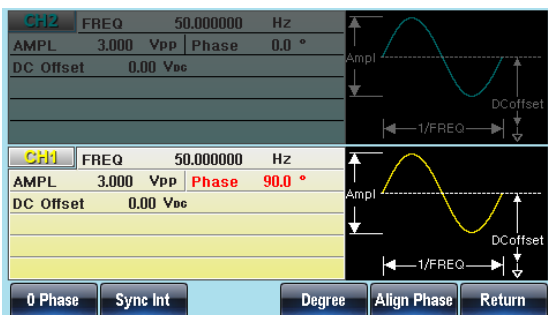 CH2 FREQ 50.000000 Hz
AMPL 3.000 Vpp Phase 0.0 °
DC Offset 0.00 VDC
Ampl
DCoffset
1/FREQ
CH1 FREQ 50.000000 Hz
AMPL 3.000 Vpp Phase 90.0 °
DC Offset 0.00 VDC
Ampl
DCoffset
1/FREQ
0 Phase Sync Int Degree Align Phase Return